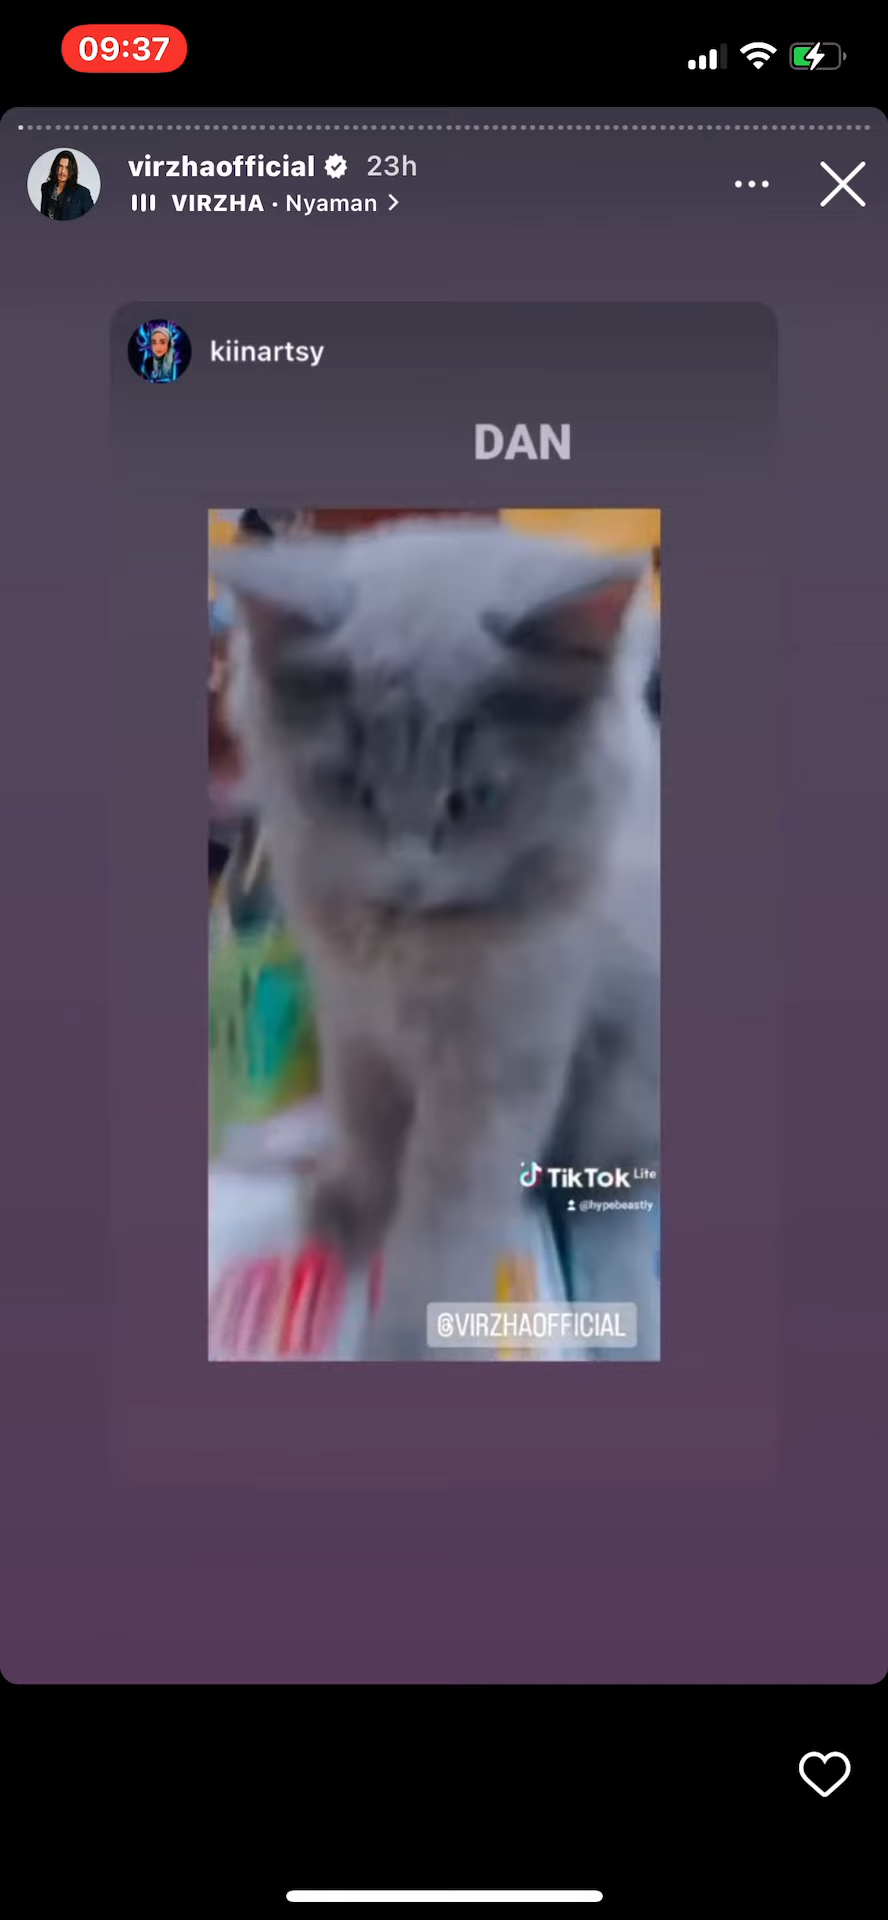 09:37
virzhaofficial 23h
VIRZHA • Nyaman >
kiinartsy
DAN
TikTok Lite
@hypebeastly
@VIRZHAOFFICIAL